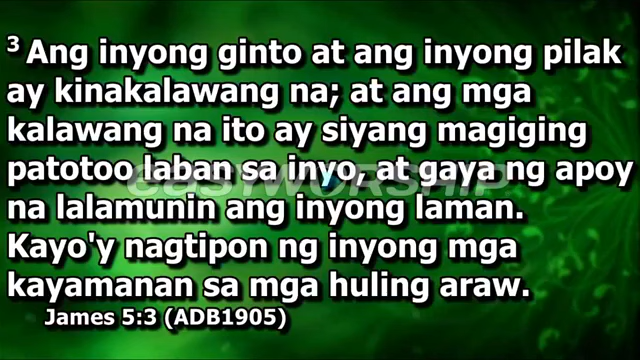 3 Ang inyong ginto at ang inyong pilak
ay kinakalawang na; at ang mga
kalawang na ito ay siyang magiging
patotoo laban sa inyo, at gaya ng apoy
na lalamunin ang inyong laman.
Kayo'y nagtipon ng inyong mga
kayamanan sa mga huling araw.
James 5:3 (ADB1905)
EASYWORSHIP